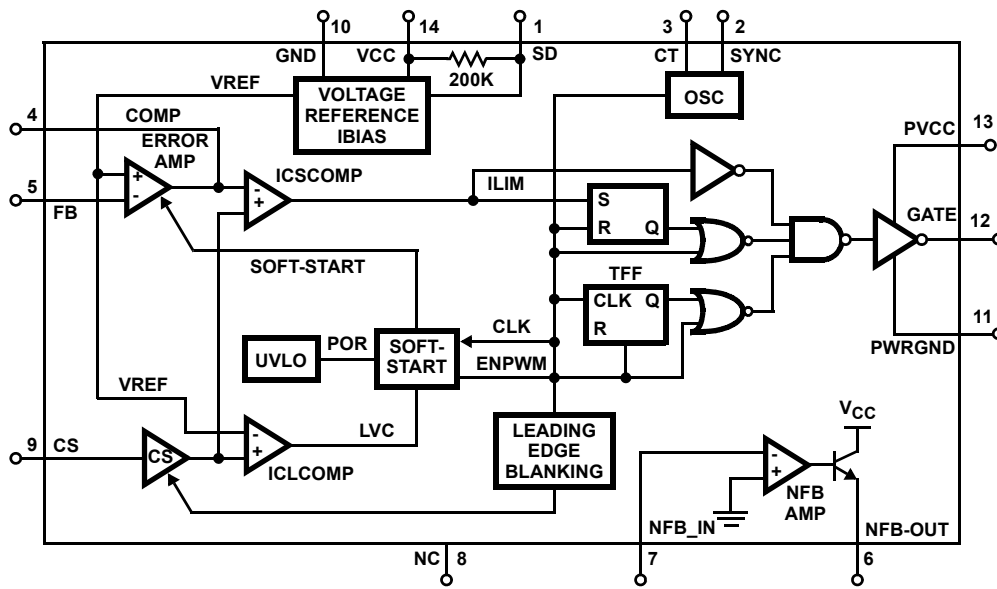 10
14
1
3
2
GND
VCC
SD
CT
SYNC
200K
VREF
VOLTAGE
REFERENCE
IBIAS
OSC
4
COMP
13
PVCC
ERROR
AMP
+
-
5
FB
ICSCOMP
-
+
ILIM
S
R Q
GATE
12
SOFT-START
TFF
CLK Q
R
11
PWRGND
CLK
UVLO
POR
SOFT-
START
ENPWM
VREF
9
CS
CS
-
+
ICLCOMP
LVC
LEADING
EDGE
BLANKING
VCC
-
+
NFB
AMP
NFB_IN
NFB-OUT
NC
8
7
6